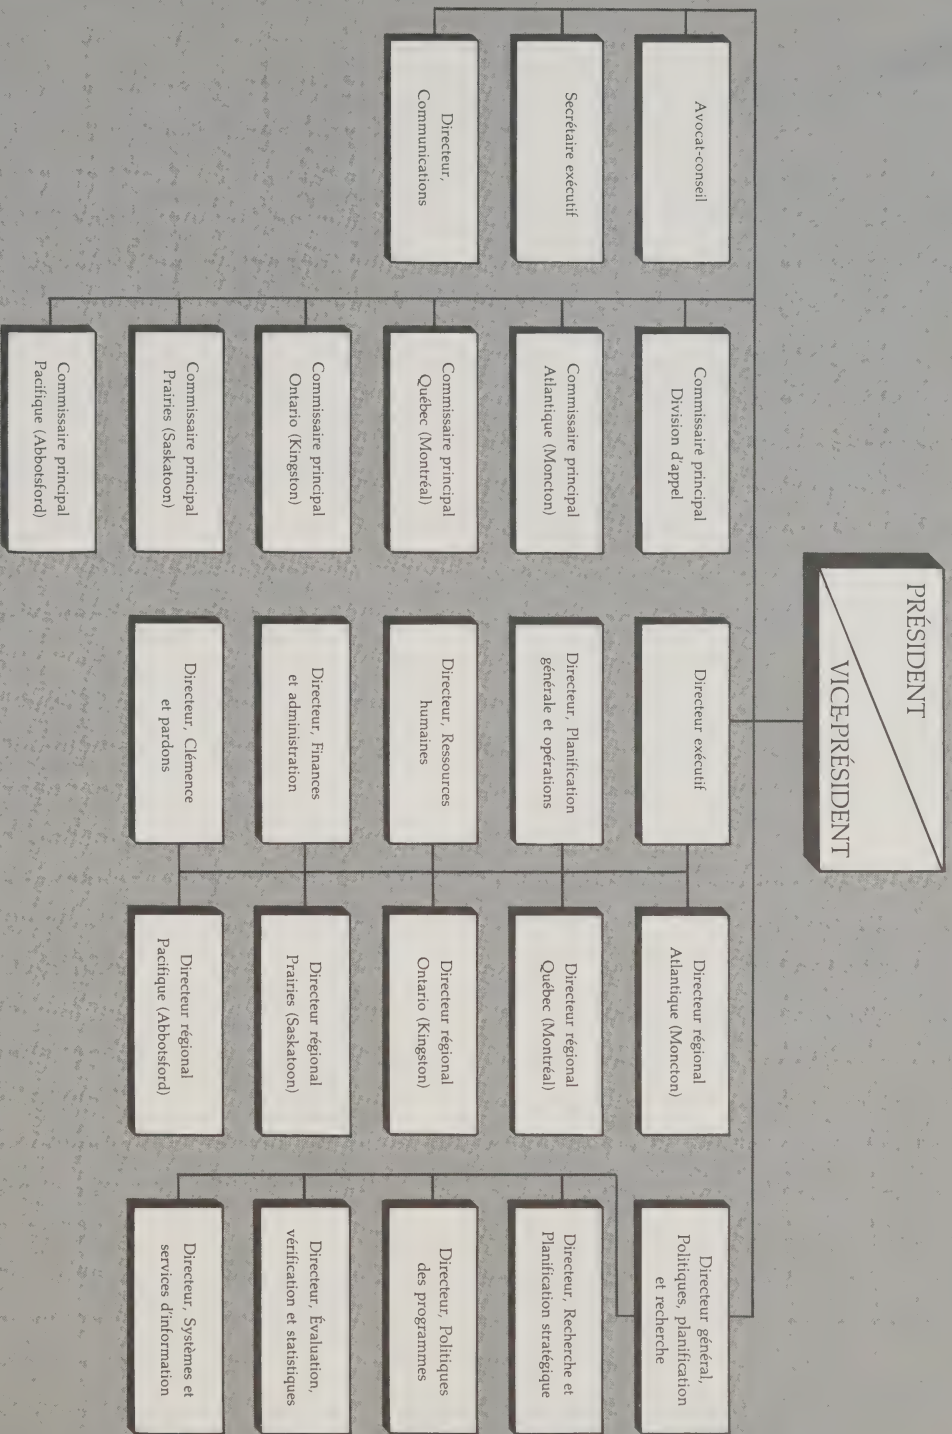 PRÉSIDENT
VICE-PRÉSIDENT
Avocat-conseil
Secrétaire exécutif
Directeur,
Communications
Commissaire principal
Division d'appel
Commissaire principal
Atlantique (Moncton)
Commissaire principal
Québec (Montréal)
Commissaire principal
Ontario (Kingston)
Commissaire principal
Prairies (Saskatoon)
Commissaire principal
Pacifique (Abbotsford)
Directeur exécutif
Directeur, Planification
générale et opérations
Directeur, Ressources
humaines
Directeur, Finances
et administration
Directeur, Clémence
et pardons
Directeur régional
Atlantique (Moncton)
Directeur régional
Québec (Montréal)
Directeur régional
Ontario (Kingston)
Directeur régional
Prairies (Saskatoon)
Directeur régional
Pacifique (Abbotsford)
Directeur général,
Politiques, planification
et recherche
Directeur, Recherche et
Planification stratégique
Directeur, Politiques
des programmes
Directeur, Évaluation,
vérification et statistiques
Directeur, Systèmes et
services d'information